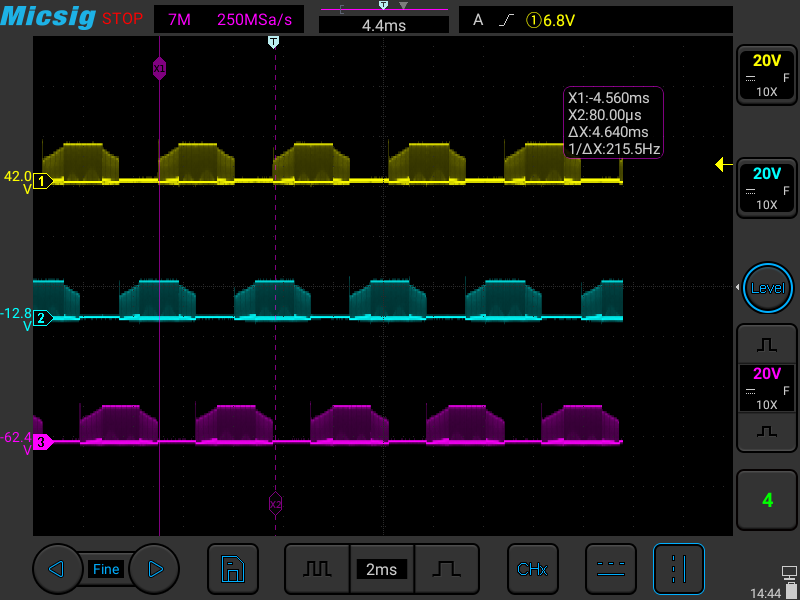 Micsig STOP 7M 250MSa/s 4.4ms A ①6.8V
T
T
X1
X1:-4.560ms
X2:80.00µs
ΔX:4.640ms
1/ΔX:215.5Hz
20V
F
10X
42.0
V
1
20V
F
10X
Level
-12.8
V
2
20V
F
10X
-62.4
V
3
X2
4
Fine
2ms
CHx
14:44